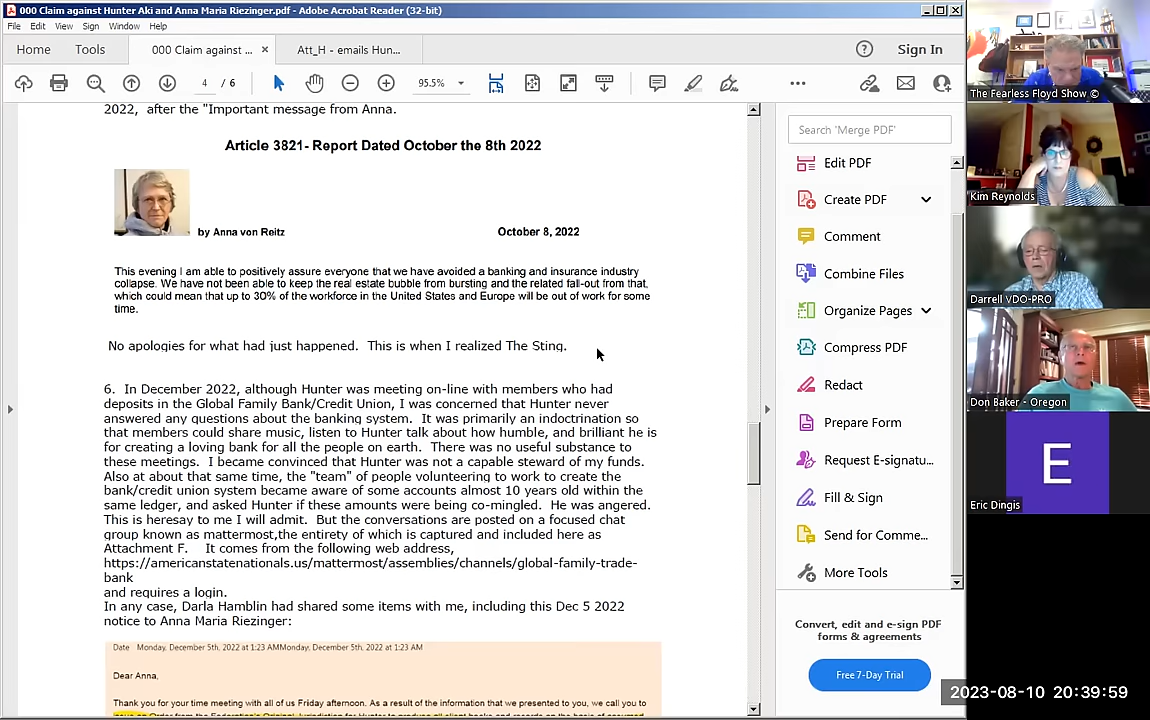 000 Claim against Hunter Aki and Anna Maria Riezinger.pdf - Adobe Acrobat Reader (32-bit)
File Edit View Sign Window Help
Home Tools 000 Claim against ... × Att_H - emails Hun... Sign In
4 / 6 95.5%
2022, after the "Important message from Anna.
Article 3821- Report Dated October the 8th 2022
by Anna von Reitz October 8, 2022
This evening I am able to positively assure everyone that we have avoided a banking and insurance industry
collapse. We have not been able to keep the real estate bubble from bursting and the related fall-out from that,
which could mean that up to 30% of the workforce in the United States and Europe will be out of work for some
time.
No apologies for what had just happened. This is when I realized The Sting.
6. In December 2022, although Hunter was meeting on-line with members who had
deposits in the Global Family Bank/Credit Union, I was concerned that Hunter never
answered any questions about the banking system. It was primarily an indoctrination so
that members could share music, listen to Hunter talk about how humble, and brilliant he is
for creating a loving bank for all the people on earth. There was no useful substance to
these meetings. I became convinced that Hunter was not a capable steward of my funds.
Also at about that same time, the "team" of people volunteering to work to create the
bank/credit union system became aware of some accounts almost 10 years old within the
same ledger, and asked Hunter if these amounts were being co-mingled. He was angered.
This is heresay to me I will admit. But the conversations are posted on a focused chat
group known as mattermost,the entirety of which is captured and included here as
Attachment F. It comes from the following web address,
https://americanstatenationals.us/mattermost/assemblies/channels/global-family-trade-
bank
and requires a login.
In any case, Darla Hamblin had shared some items with me, including this Dec 5 2022
notice to Anna Maria Riezinger:
Date Monday, December 5th, 2022 at 1:23 AMMonday, December 5th, 2022 at 1:23 AM
Dear Anna,
Thank you for your time meeting with all of us Friday afternoon. As a result of the information that we presented to you, we call you to
Search 'Merge PDF'
Edit PDF
Create PDF
Comment
Combine Files
Organize Pages
Compress PDF
Redact
Prepare Form
Request E-signatu...
Fill & Sign
Send for Comme...
More Tools
Convert, edit and e-sign PDF
forms & agreements
Free 7-Day Trial
The Fearless Floyd Show ©
Kim Reynolds
Darrell VDO-PRO
Don Baker - Oregon
E
Eric Dingis
2023-08-10 20:39:59